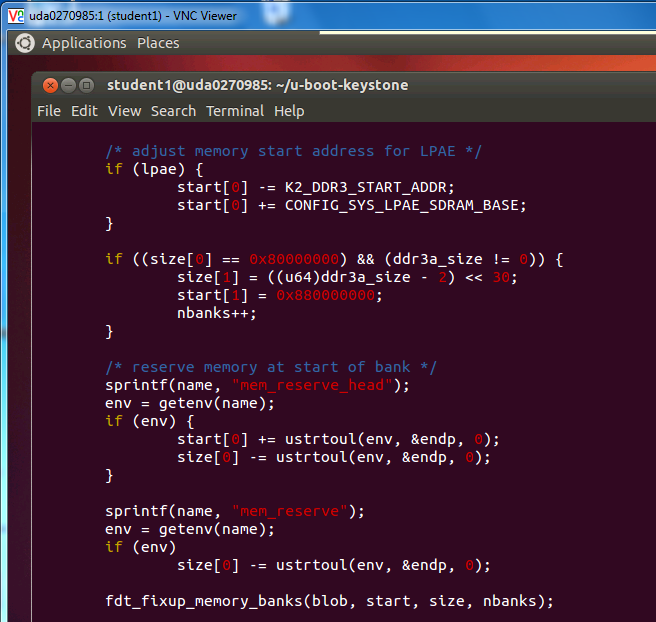 uda0270985:1 (student1) - VNC Viewer
Applications Places
student1@uda0270985: ~/u-boot-keystone
File Edit View Search Terminal Help
/* adjust memory start address for LPAE */
if (lpae) {
start[0] -= K2_DDR3_START_ADDR;
start[0] += CONFIG_SYS_LPAE_SDRAM_BASE;
}
if ((size[0] == 0x80000000) && (ddr3a_size != 0)) {
size[1] = ((u64)ddr3a_size - 2) << 30;
start[1] = 0x880000000;
nbanks++;
}
/* reserve memory at start of bank */
sprintf(name, "mem_reserve_head");
env = getenv(name);
if (env) {
start[0] += ustrtoul(env, &endp, 0);
size[0] -= ustrtoul(env, &endp, 0);
}
sprintf(name, "mem_reserve");
env = getenv(name);
if (env)
size[0] -= ustrtoul(env, &endp, 0);
fdt_fixup_memory_banks(blob, start, size, nbanks);